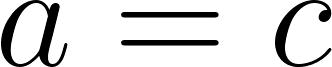 a = c